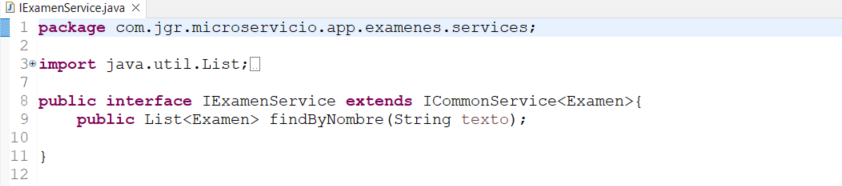 IExamenService.java
1 package com.jgr.microservicio.app.examenes.services;
2
3 import java.util.List;
7
8 public interface IExamenService extends ICommonService<Examen>{
9     public List<Examen> findByNombre(String texto);
10
11 }
12